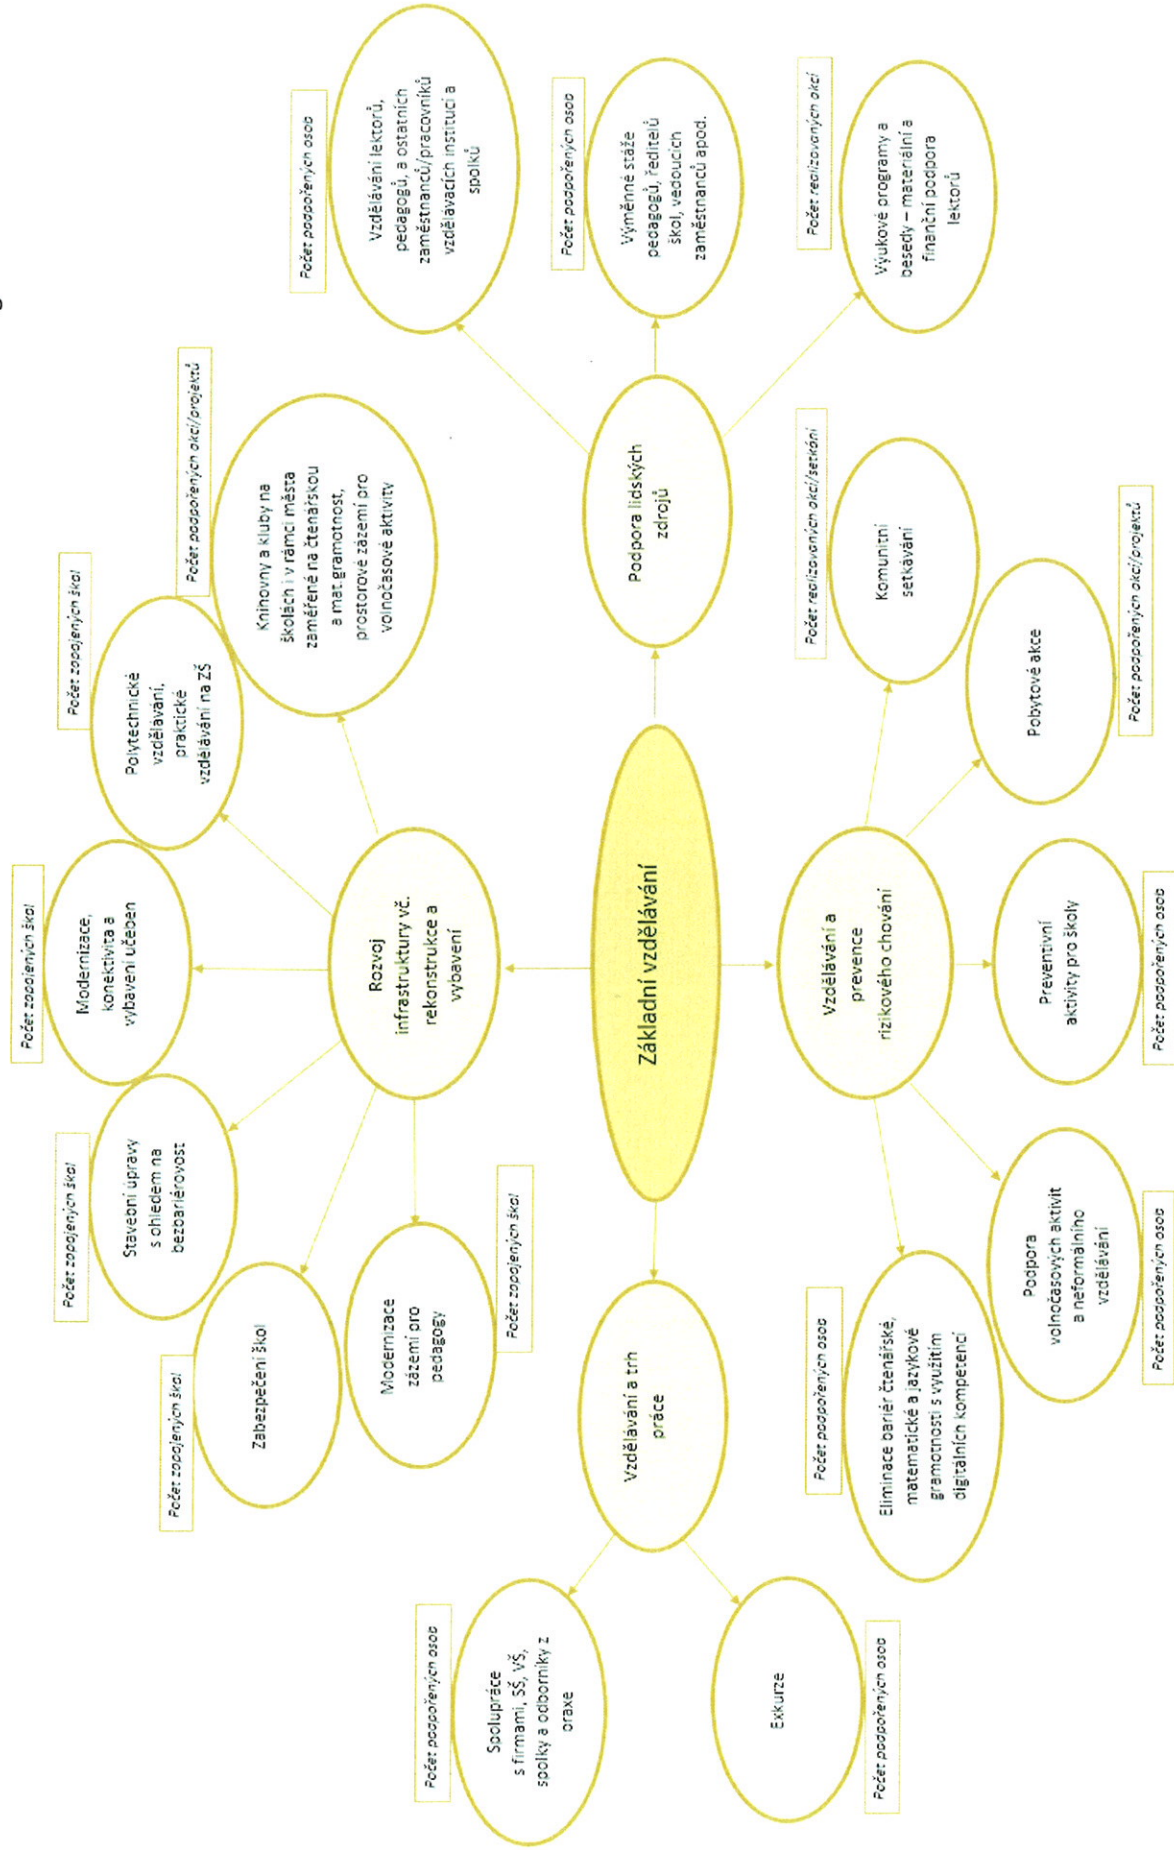 Počet zapojených škol
Modernizace,
konektivita a
vybavení učeben
Počet zapojených škol
Stavební úpravy
s ohledem na
bezbariérovost
Počet zapojených škol
Polytechnické
vzdělávání,
praktické
vzdělávání na ZŠ
Počet zapojených škol
Zabezpečení škol
Počet podpořených akcí/projektů
Knihovny a kluby na
školách i v rámci města
zaměřené na čtenářskou
a mat.gramotnost,
prostorové zázemí pro
volnočasové aktivity
Modernizace
zázemí pro
pedagogy
Počet zapojených škol
Rozvoj
infrastruktury vč.
rekonstrukce a
vybavení
Počet podpořených osob
Vzdělávání lektorů,
pedagogů, a ostatních
zaměstnanců/pracovníků
vzdělávacích institucí a
spolků
Počet podpořených osob
Spolupráce
s firmami, SŠ, VŠ,
spolky a odborníky z
praxe
Vzdělávání a trh
práce
Základní vzdělávání
Podpora lidských
zdrojů
Počet podpořených osob
Výměnné stáže
pedagogů, ředitelů
škol, vedoucích
zaměstnanců apod.
Exkurze
Počet podpořených osob
Počet podpořených osob
Eliminace bariér čtenářské,
matematické a jazykové
gramotnosti s využitím
digitálních kompetencí
Vzdělávání a
prevence
rizikového chování
Počet realizovaných akcí/setkání
Komunitní
setkávání
Počet realizovaných akcí
Výukové programy a
besedy – materiální a
finanční podpora
lektorů
Podpora
volnočasových aktivit
a neformálního
vzdělávání
Počet podpořených osob
Preventivní
aktivity pro školy
Počet podpořených osob
Pobytové akce
Počet podpořených akcí/projektů